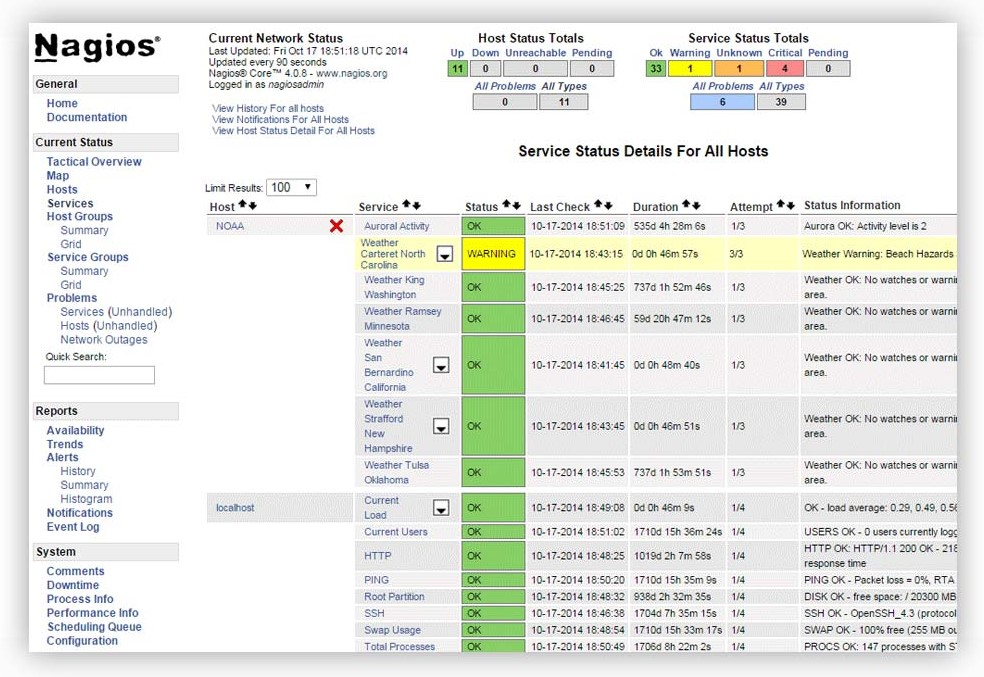 Nagios®
General
Home
Documentation
Current Status
Tactical Overview
Map
Hosts
Services
Host Groups
Summary
Grid
Service Groups
Summary
Grid
Problems
Services (Unhandled)
Hosts (Unhandled)
Network Outages
Quick Search:
Reports
Availability
Trends
Alerts
History
Summary
Histogram
Notifications
Event Log
System
Comments
Downtime
Process Info
Performance Info
Scheduling Queue
Configuration
Current Network Status
Last Updated: Fri Oct 17 18:51:18 UTC 2014
Updated every 90 seconds
Nagios® Core™ 4.0.8 - www.nagios.org
Logged in as nagiosadmin
View History For all hosts
View Notifications For All Hosts
View Host Status Detail For All Hosts
Host Status Totals
Up Down Unreachable Pending
11 0 0 0
All Problems All Types
0 11
Service Status Totals
Ok Warning Unknown Critical Pending
33 1 1 4 0
All Problems All Types
6 39
Service Status Details For All Hosts
Limit Results: 100
Host Service Status Last Check Duration Attempt Status Information
NOAA Auroral Activity OK 10-17-2014 18:51:09 535d 4h 28m 6s 1/3 Aurora OK: Activity level is 2
Weather
Carteret North
Carolina
WARNING 10-17-2014 18:43:15 0d 0h 46m 57s 3/3 Weather Warning: Beach Hazards
Weather King
Washington
OK 10-17-2014 18:45:25 737d 1h 52m 46s 1/3 Weather OK: No watches or warni
area.
Weather Ramsey
Minnesota
OK 10-17-2014 18:46:45 59d 20h 47m 12s 1/3 Weather OK: No watches or warni
area.
Weather
San
Bernardino
California
OK 10-17-2014 18:41:45 0d 0h 48m 40s 1/3 Weather OK: No watches or warni
area.
Weather
Strafford
New
Hampshire
OK 10-17-2014 18:43:45 0d 0h 46m 51s 1/3 Weather OK: No watches or warni
area.
Weather Tulsa
Oklahoma
OK 10-17-2014 18:45:53 737d 1h 53m 51s 1/3 Weather OK: No watches or warni
area.
localhost
Current
Load
OK 10-17-2014 18:49:08 0d 0h 46m 9s 1/4 OK - load average: 0.29, 0.49, 0.56
Current Users OK 10-17-2014 18:51:02 1710d 15h 36m 24s 1/4 USERS OK - 0 users currently logg
HTTP OK 10-17-2014 18:48:25 1019d 2h 7m 58s 1/4 HTTP OK: HTTP/1.1 200 OK - 218
response time
PING OK 10-17-2014 18:50:20 1710d 15h 35m 9s 1/4 PING OK - Packet loss = 0%, RTA
Root Partition OK 10-17-2014 18:48:32 938d 2h 32m 35s 1/4 DISK OK - free space: / 20300 MB
SSH OK 10-17-2014 18:46:38 1704d 7h 35m 15s 1/4 SSH OK - OpenSSH_4.3 (protocol
Swap Usage OK 10-17-2014 18:48:54 1710d 15h 33m 17s 1/4 SWAP OK - 100% free (255 MB ou
Total Processes OK 10-17-2014 18:50:49 1706d 8h 22m 2s 1/4 PROCS OK: 147 processes with ST